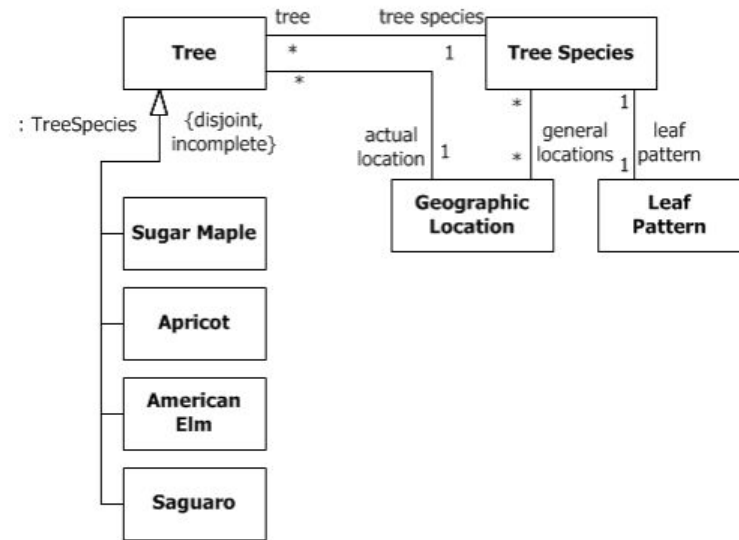 tree
tree species
Tree
*
1
Tree Species
*
: TreeSpecies
{disjoint,
incomplete}
actual
location
1
*
general
locations
*
1
leaf
pattern
1
Geographic
Location
Leaf
Pattern
Sugar Maple
Apricot
American
Elm
Saguaro